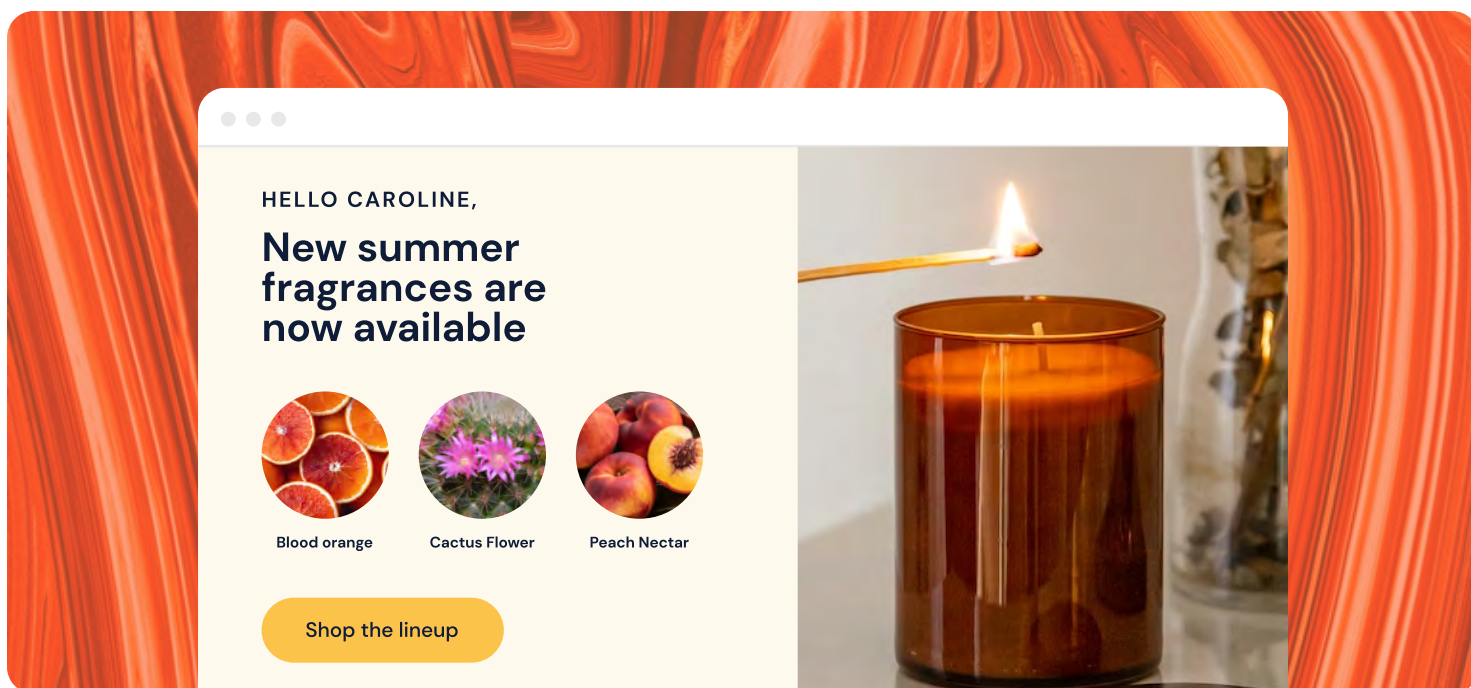 HELLO CAROLINE,
New summer
fragrances are
now available
Blood orange
Cactus Flower
Peach Nectar
Shop the lineup